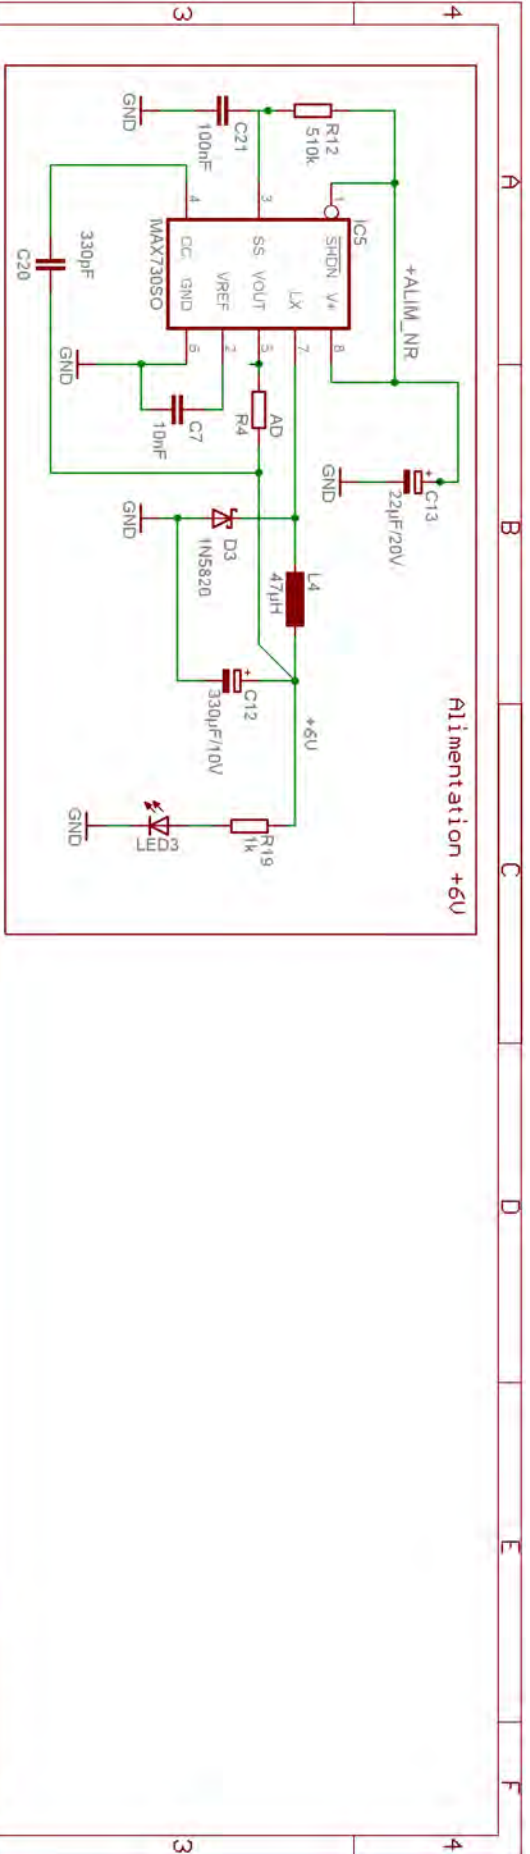 4
3
A
B
C
D
E
F
4
3
Alimentation +6V
+ALIM_NR
C13
22µF/20V
GND
R12
510k
C21
100nF
GND
IC5
1
SHDN V+
8
LX
7
3
SS VOUT
5
VREF
2
4
CC GND
6
MAX730SO
AD
R4
C7
10nF
GND
330pF
C20
L4
47µH
D3
1N5820
GND
+6V
C12
330µF/10V
R19
1k
LED3
GND